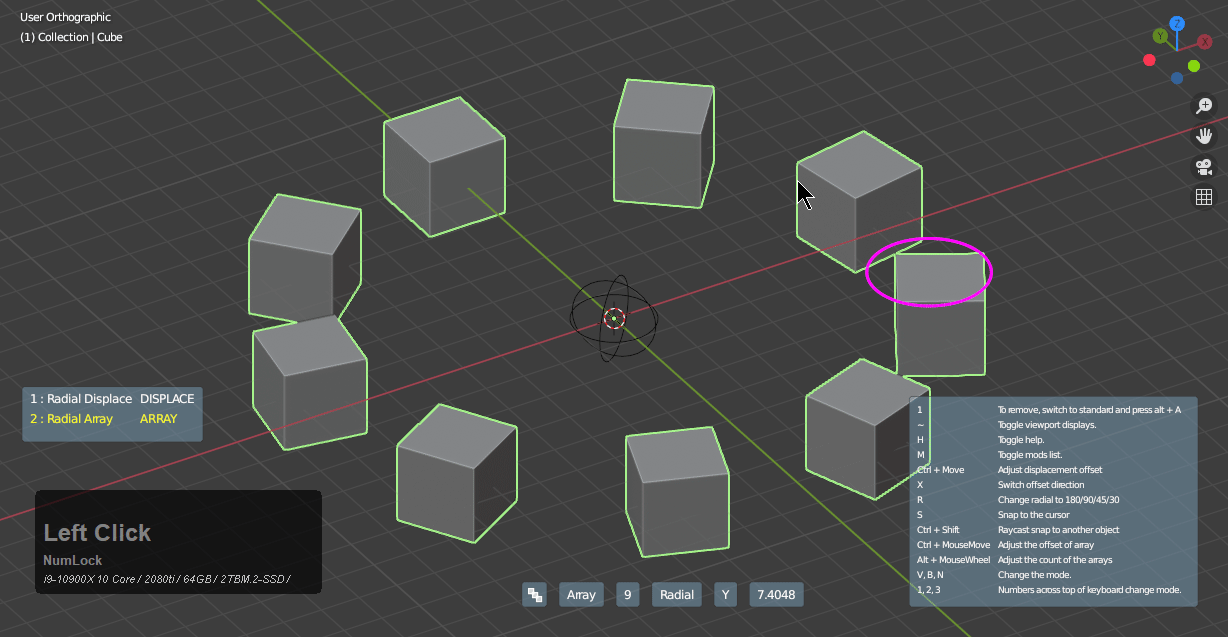 User Orthographic
(1) Collection | Cube
Z
Y
X
1 : Radial Displace DISPLACE
2 : Radial Array ARRAY
1 To remove, switch to standard and press alt + A
~ Toggle viewport displays.
H Toggle help.
M Toggle mods list.
Ctrl + Move Adjust displacement offset
X Switch offset direction
R Change radial to 180/90/45/30
S Snap to the cursor
Ctrl + Shift Raycast snap to another object
Ctrl + MouseMove Adjust the offset of array
Alt + MouseWheel Adjust the count of the arrays
V, B, N Change the mode.
1, 2, 3 Numbers across top of keyboard change mode.
Left Click
NumLock
i9-10900X 10 Core / 2080ti / 64GB / 2TBM.2-SSD /
Array 9 Radial Y 7.4048